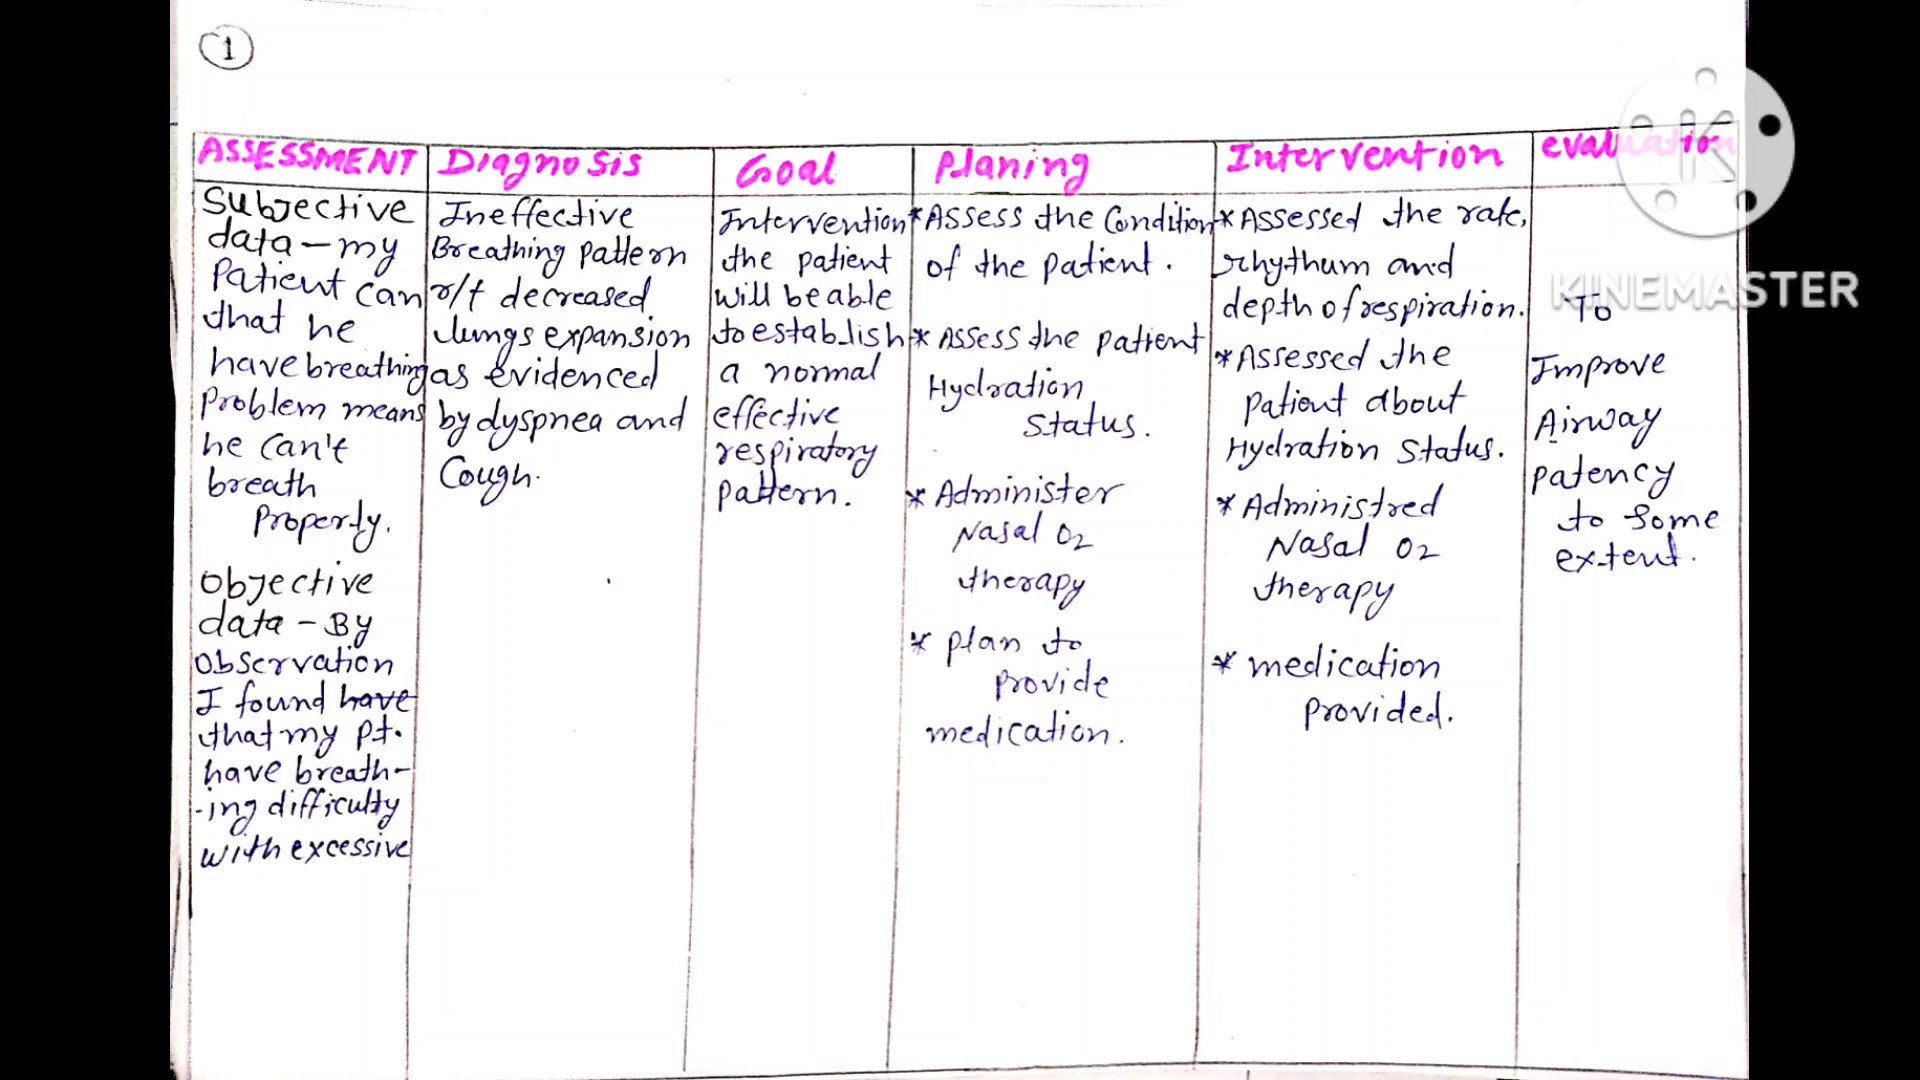 1
ASSESSMENT
Subjective
data - my
Patient can
that he
have breathing
Problem means
he can't
breath
Properly.
Objective
data - By
Observation
I found have
that my Pt.
have breath-
-ing difficulty
with excessive
Diagnosis
Ineffective
Breathing Pattern
r/t decreased
lungs expansion
as evidenced
by dyspnea and
Cough.
Goal
Intervention
the patient
will be able
to establish
a normal
effective
respiratory
pattern.
Planing
* Assess the Condition
of the Patient.
* Assess the patient
Hydration
Status.
* Administer
Nasal O2
therapy
* plan to
Provide
medication.
Intervention
* Assessed the rate,
rhythum and
depth of respiration.
* Assessed the
Patient about
Hydration Status.
* Administred
Nasal O2
therapy
* medication
Provided.
evaluation
To
Improve
Airway
Patency
to Some
extent.
KINEMASTER